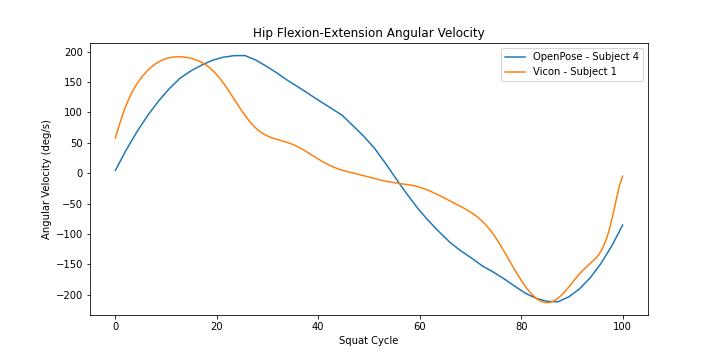 Hip Flexion-Extension Angular Velocity
OpenPose - Subject 4
Vicon - Subject 1
Angular Velocity (deg/s)
200
150
100
50
0
−50
−100
−150
−200
0 20 40 60 80 100
Squat Cycle